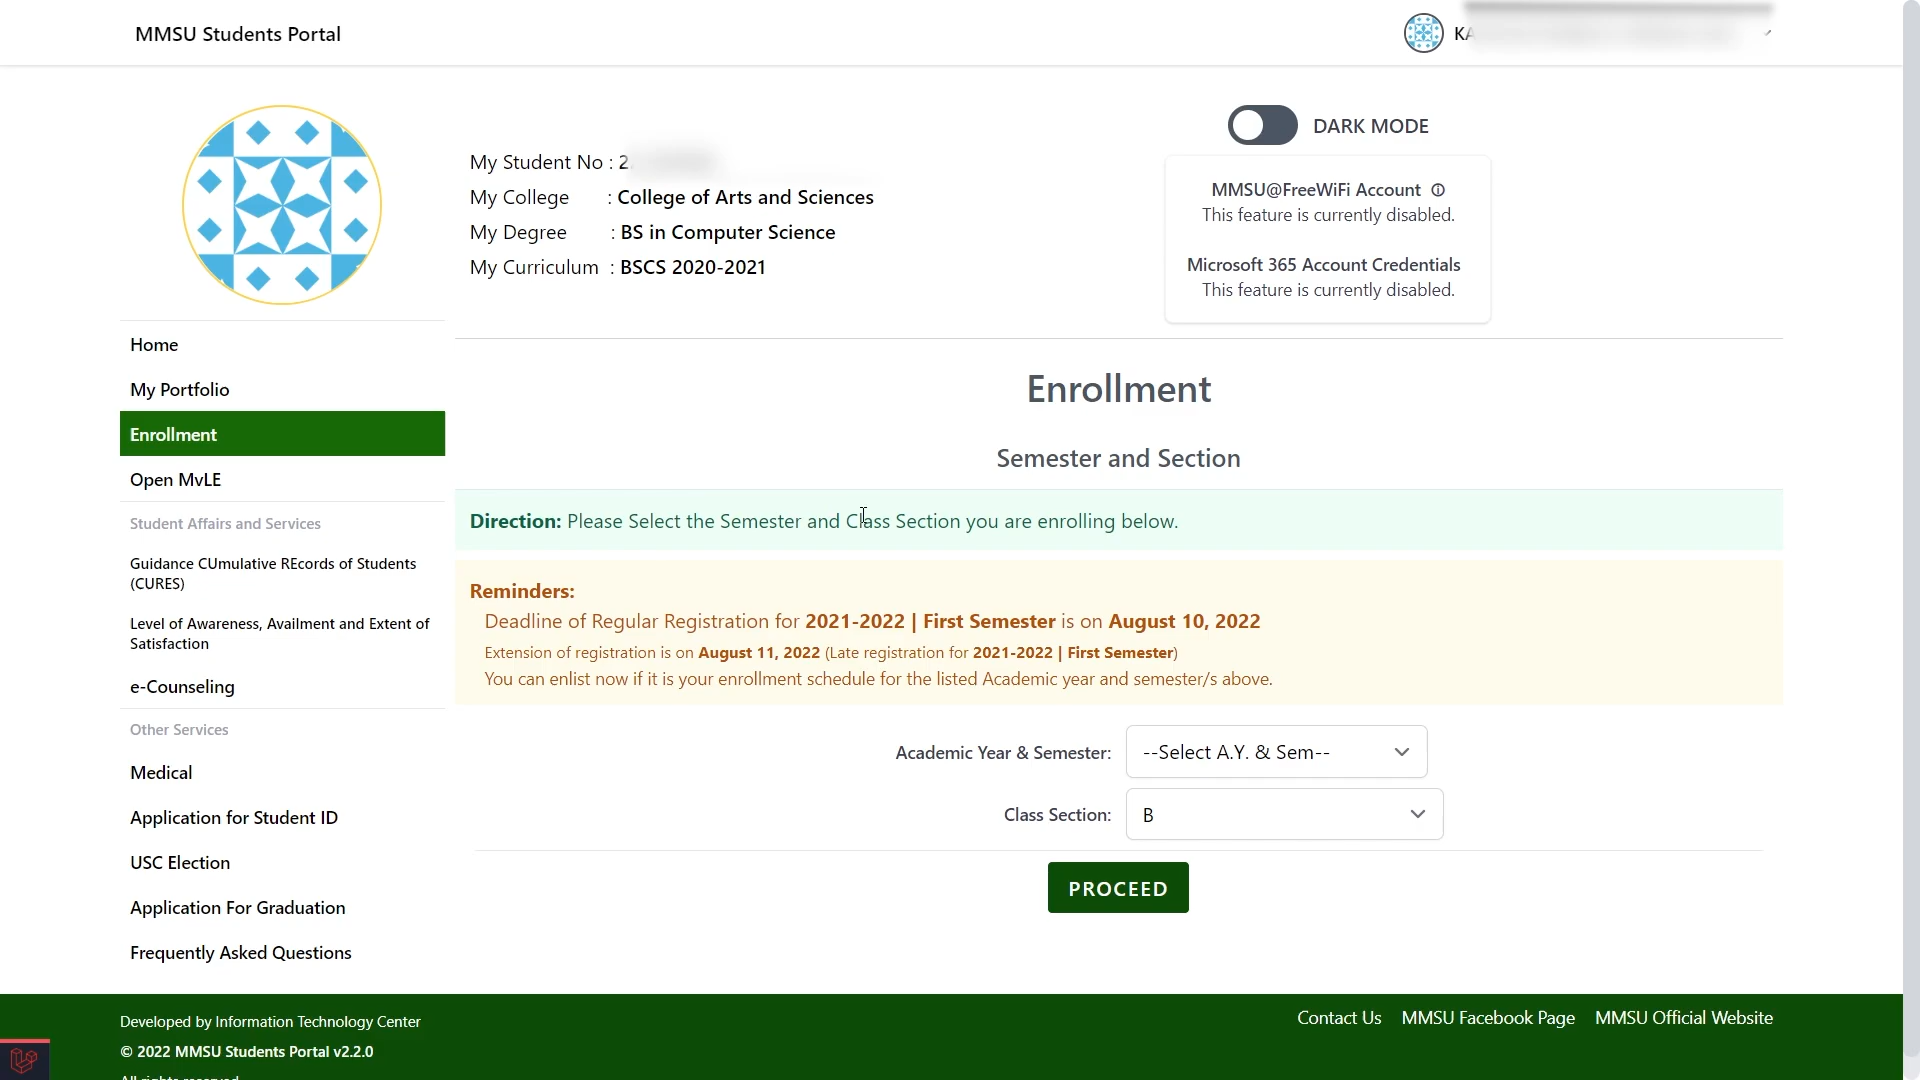 MMSU Students Portal
KA
My Student No : 2
My College : College of Arts and Sciences
My Degree : BS in Computer Science
My Curriculum : BSCS 2020-2021
DARK MODE
MMSU@FreeWiFi Account
This feature is currently disabled.
Microsoft 365 Account Credentials
This feature is currently disabled.
Home
My Portfolio
Enrollment
Open MvLE
Student Affairs and Services
Guidance CUmulative REcords of Students
(CURES)
Level of Awareness, Availment and Extent of
Satisfaction
e-Counseling
Other Services
Medical
Application for Student ID
USC Election
Application For Graduation
Frequently Asked Questions
Enrollment
Semester and Section
Direction: Please Select the Semester and Class Section you are enrolling below.
Reminders:
Deadline of Regular Registration for 2021-2022 | First Semester is on August 10, 2022
Extension of registration is on August 11, 2022 (Late registration for 2021-2022 | First Semester)
You can enlist now if it is your enrollment schedule for the listed Academic year and semester/s above.
Academic Year & Semester: --Select A.Y. & Sem--
Class Section: B
PROCEED
Developed by Information Technology Center
© 2022 MMSU Students Portal v2.2.0
All rights reserved
Contact Us MMSU Facebook Page MMSU Official Website